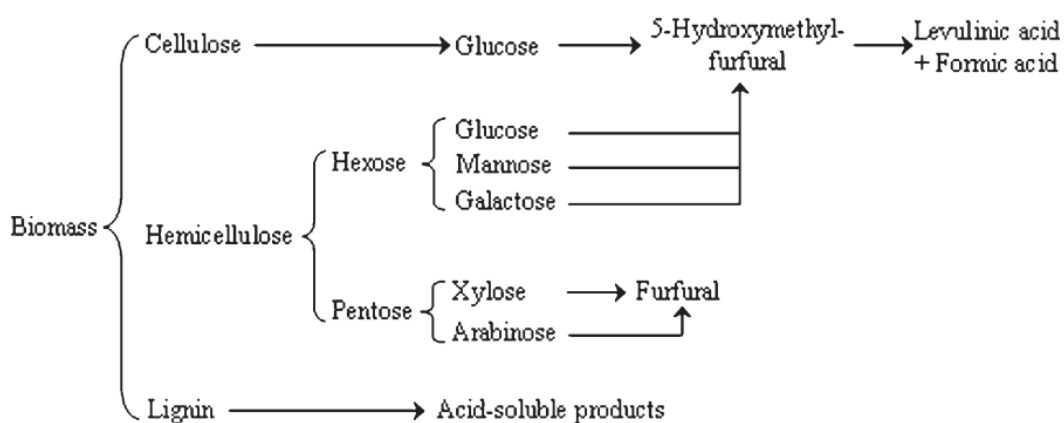 Cellulose
Glucose
5-Hydroxymethyl-
furfural
Levulinic acid
+ Formic acid
Biomass
Hemicellulose
Hexose
Glucose
Mannose
Galactose
Pentose
Xylose
Furfural
Arabinose
Lignin
Acid-soluble products